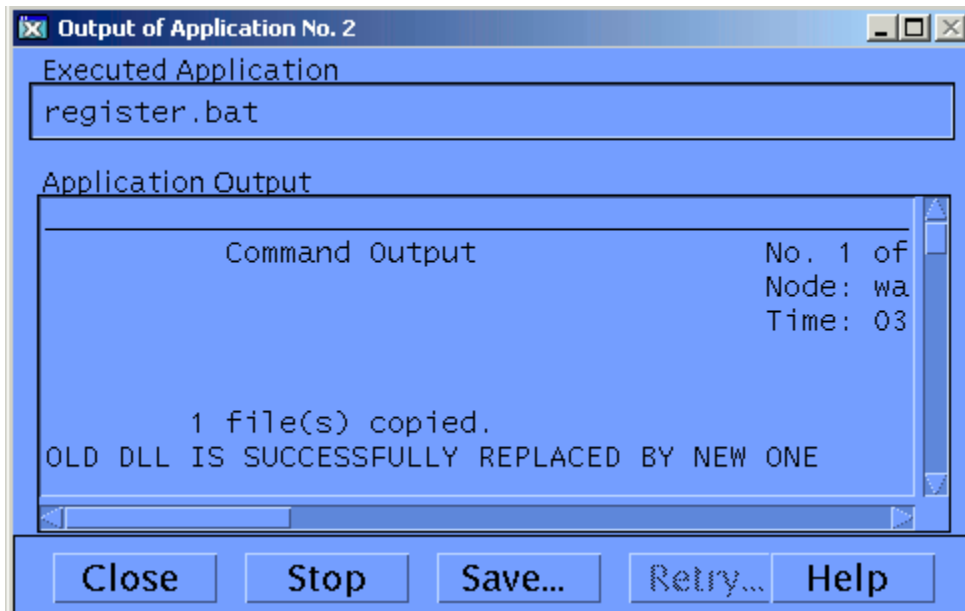 Output of Application No. 2
Executed Application
register.bat
Application Output
Command Output No. 1 of
Node: wa
Time: 03
1 file(s) copied.
OLD DLL IS SUCCESSFULLY REPLACED BY NEW ONE
Close Stop Save... Retry... Help